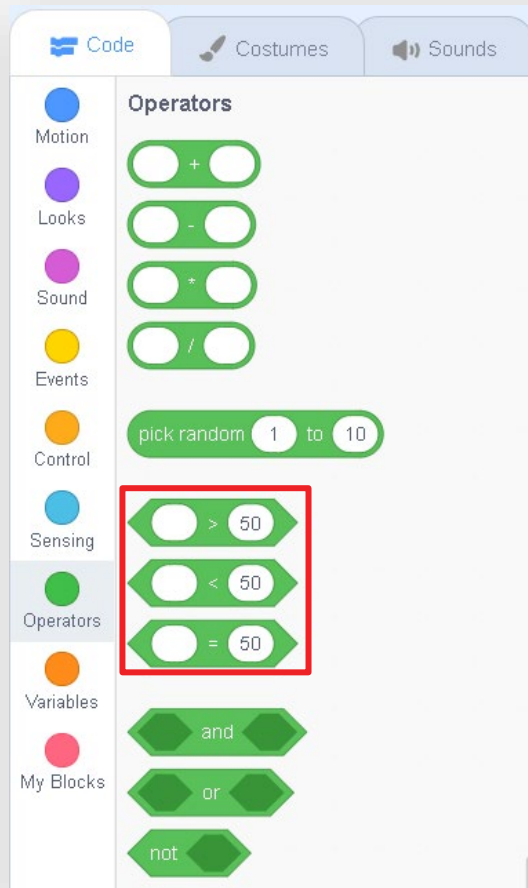 Code Costumes Sounds
Motion
Looks
Sound
Events
Control
Sensing
Operators
Variables
My Blocks
Operators
+
-
*
/
pick random 1 to 10
> 50
< 50
= 50
and
or
not